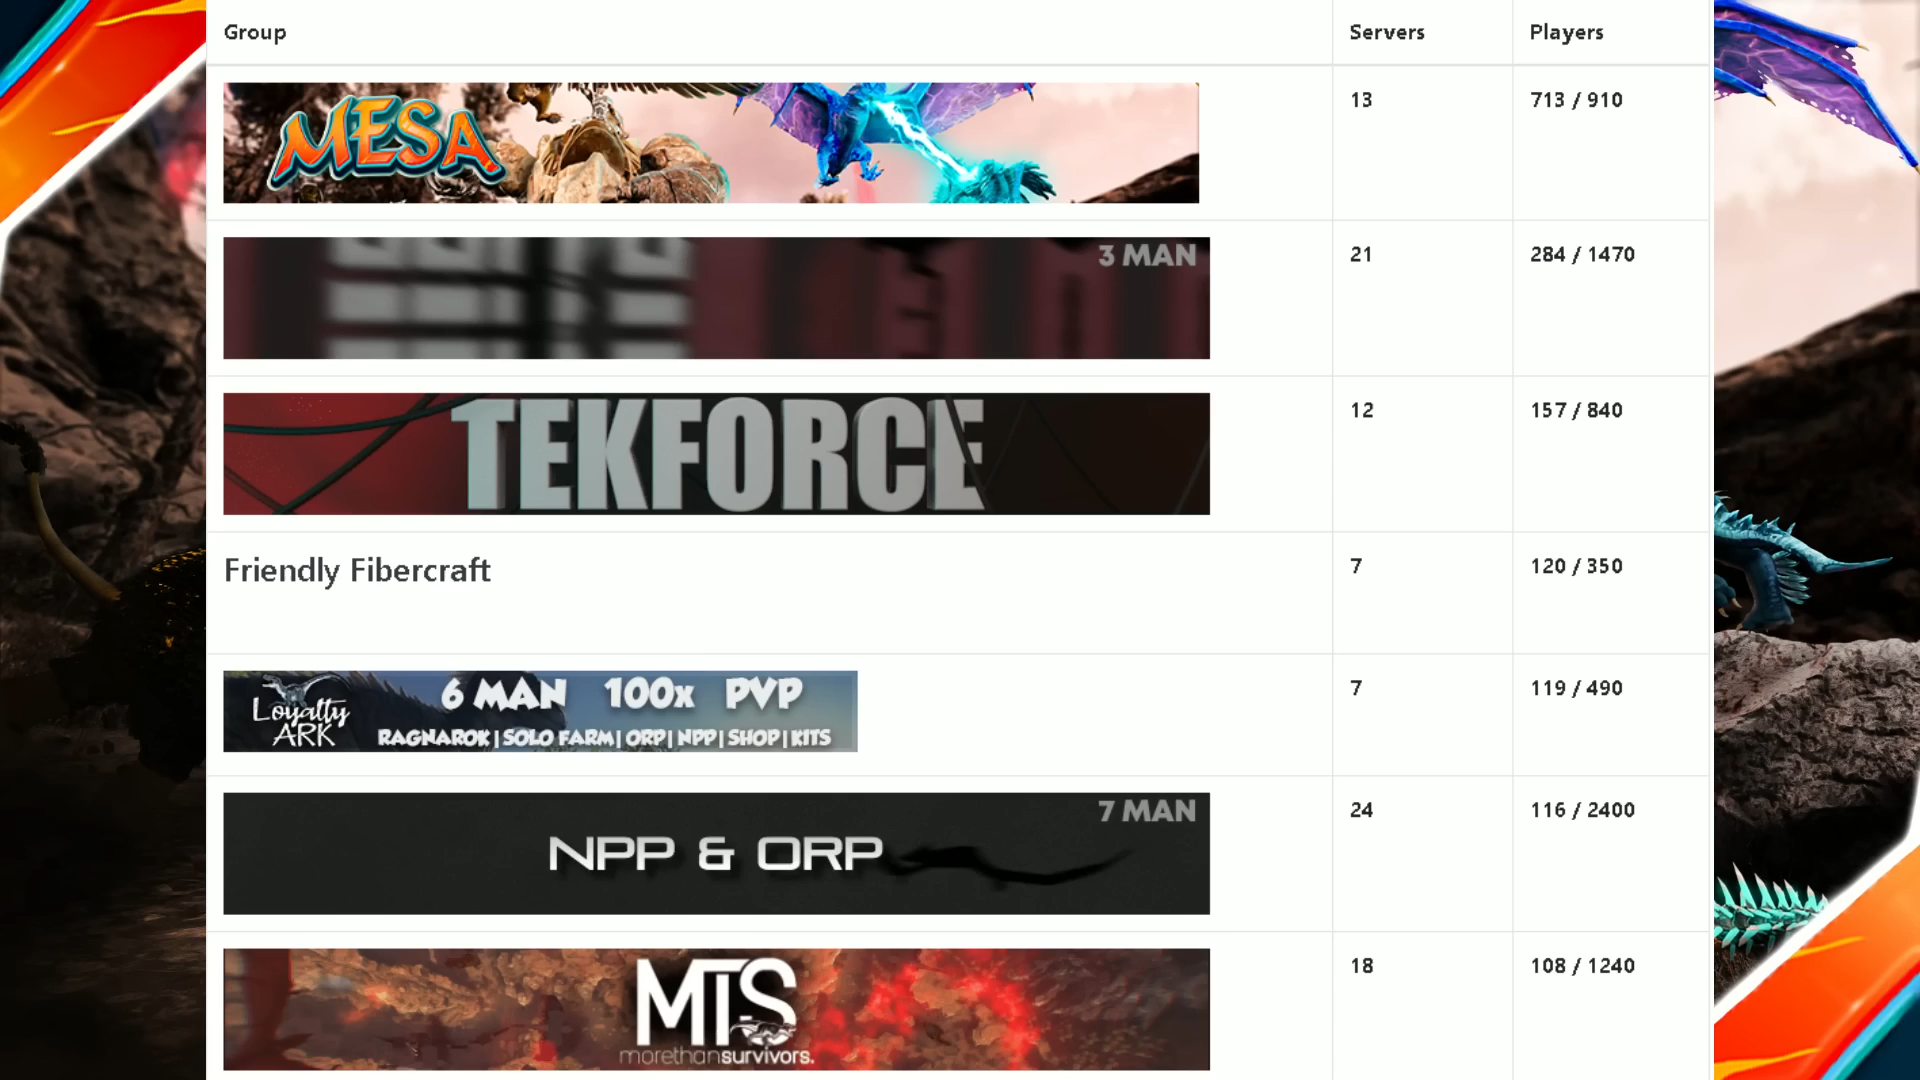 Group Servers Players
MESA 13 713 / 910
3 MAN 21 284 / 1470
TEKFORCE 12 157 / 840
Friendly Fibercraft 7 120 / 350
Loyalty ARK 6 MAN 100x PVP 7 119 / 490
RAGNAROK | SOLO FARM | ORP | NPP | SHOP | KITS
7 MAN 24 116 / 2400
NPP & ORP
MTS 18 108 / 1240
morethansurvivors.